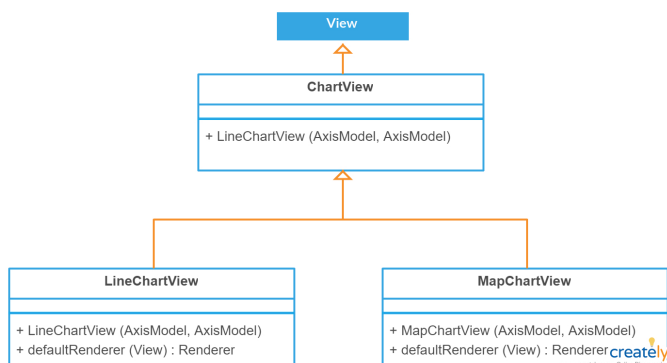 View
ChartView
+ LineChartView (AxisModel, AxisModel)
LineChartView
+ LineChartView (AxisModel, AxisModel)
+ defaultRenderer (View) : Renderer
MapChartView
+ MapChartView (AxisModel, AxisModel)
+ defaultRenderer (View) : Renderer
creately